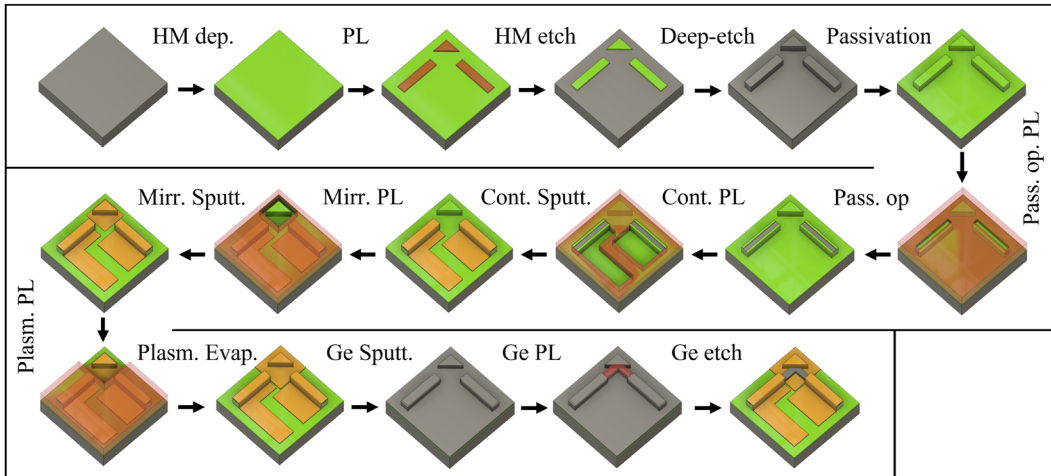 HM dep.
PL
HM etch
Deep-etch
Passivation
Pass. op. PL
Mirr. Sputt.
Mirr. PL
Cont. Sputt.
Cont. PL
Pass. op
Plasm. PL
Plasm. Evap.
Ge Sputt.
Ge PL
Ge etch